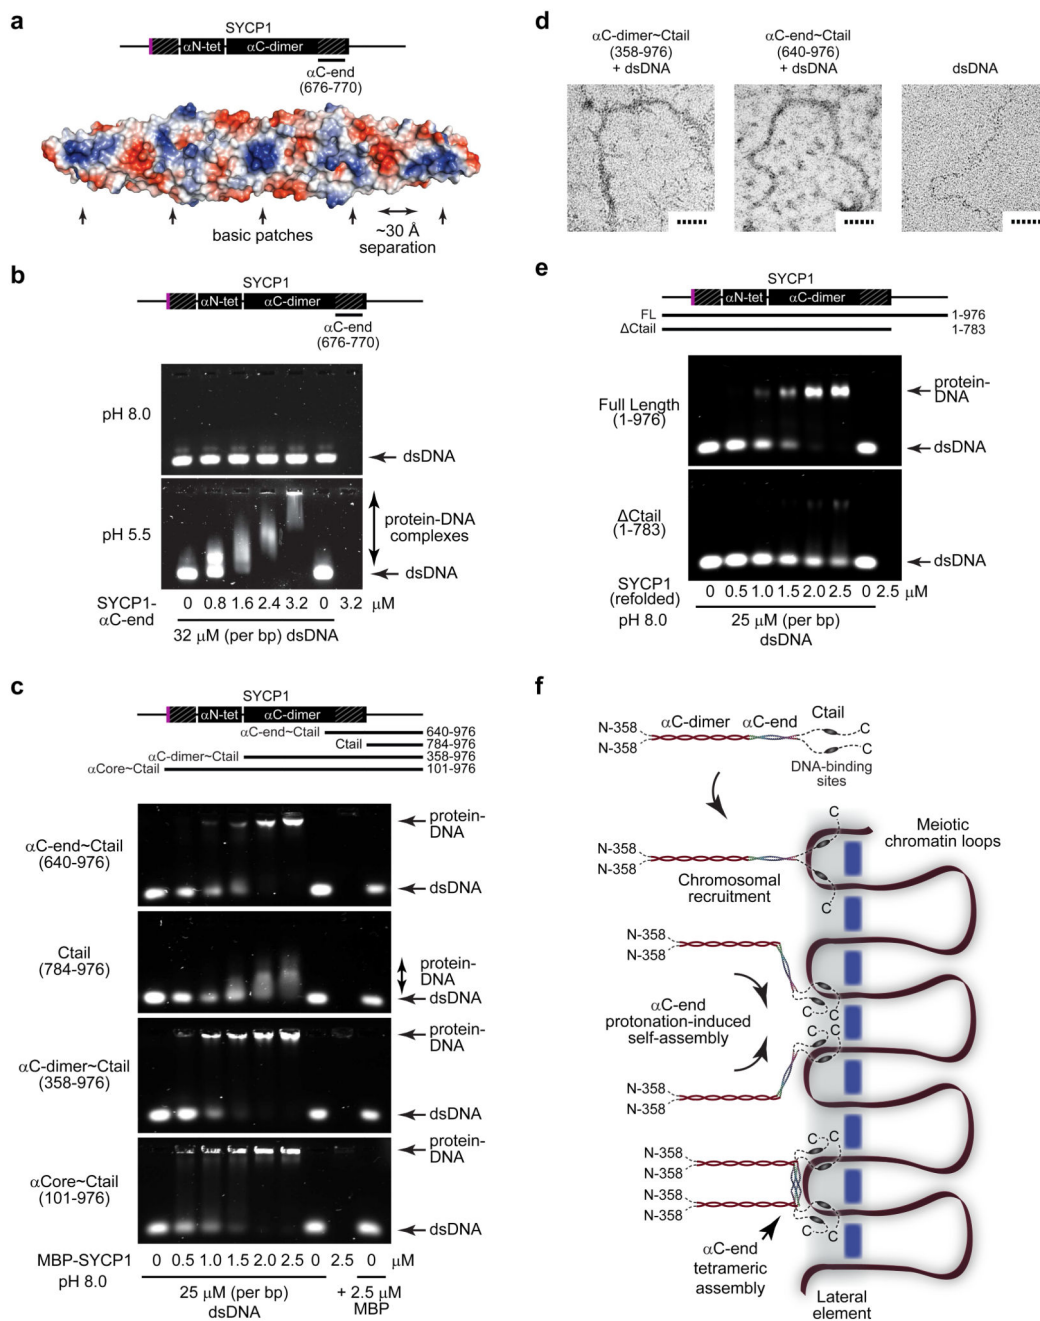 a
SYCP1
αN-tet
αC-dimer
αC-end
(676-770)
basic patches
~30 Å
separation
b
SYCP1
αN-tet
αC-dimer
αC-end
(676-770)
pH 8.0
dsDNA
pH 5.5
protein-DNA
complexes
dsDNA
SYCP1-
αC-end
0 0.8 1.6 2.4 3.2 0 3.2 μM
32 μM (per bp) dsDNA
c
SYCP1
αN-tet
αC-dimer
αC-end~Ctail 640-976
Ctail 784-976
αC-dimer~Ctail 358-976
αCore~Ctail 101-976
αC-end~Ctail
(640-976)
protein-
DNA
dsDNA
Ctail
(784-976)
protein-
DNA
dsDNA
αC-dimer~Ctail
(358-976)
protein-
DNA
dsDNA
αCore~Ctail
(101-976)
protein-
DNA
dsDNA
MBP-SYCP1
pH 8.0
0 0.5 1.0 1.5 2.0 2.5 0 2.5 0 μM
25 μM (per bp)
dsDNA
+ 2.5 μM
MBP
d
αC-dimer~Ctail
(358-976)
+ dsDNA
αC-end~Ctail
(640-976)
+ dsDNA
dsDNA
e
SYCP1
αN-tet
αC-dimer
FL 1-976
ΔCtail 1-783
Full Length
(1-976)
protein-
DNA
dsDNA
ΔCtail
(1-783)
dsDNA
SYCP1
(refolded)
pH 8.0
0 0.5 1.0 1.5 2.0 2.5 0 2.5 μM
25 μM (per bp)
dsDNA
f
αC-dimer
αC-end
Ctail
N-358
N-358
C
C
DNA-binding
sites
Meiotic
chromatin loops
C
N-358
N-358
Chromosomal
recruitment
C
N-358
N-358
C
C
αC-end
protonation-induced
self-assembly
C
C
N-358
N-358
C
C
N-358
N-358
N-358
N-358
C
C
αC-end
tetrameric
assembly
Lateral
element